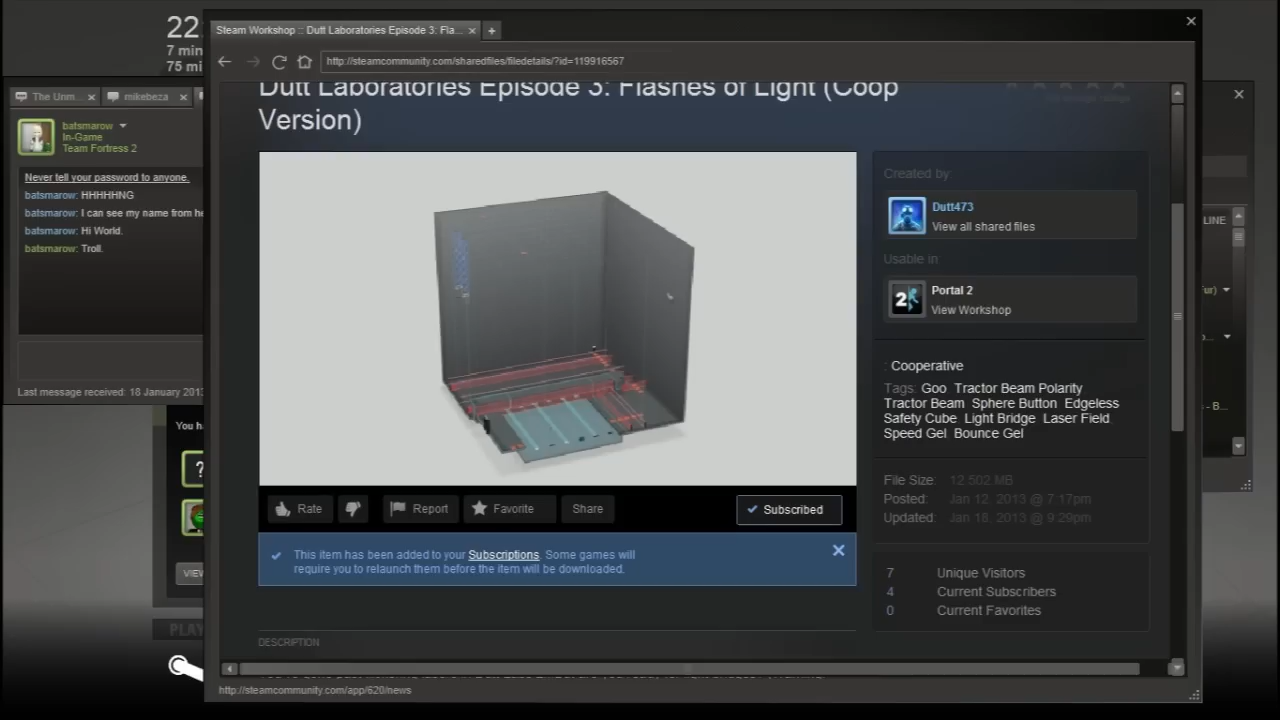 22
7 min
75 min
Steam Workshop :: Dutt Laboratories Episode 3: Fla...
http://steamcommunity.com/sharedfiles/filedetails/?id=119916567
The Unm
mikebeza
batsmarow
In-Game
Team Fortress 2
Never tell your password to anyone.
batsmarow: HHHHHNG
batsmarow: I can see my name from he
batsmarow: Hi World.
batsmarow: Troll.
Last message received: 18 January 2013
You ha
?
VIEW
PLAY
Dutt Laboratories Episode 3: Flashes of Light (Coop
Version)
Rate
Report
Favorite
Share
Subscribed
This item has been added to your Subscriptions. Some games will
require you to relaunch them before the item will be downloaded.
DESCRIPTION
Created by
Dutt473
View all shared files
Usable in
2
Portal 2
View Workshop
: Cooperative
Tags: Goo Tractor Beam Polarity
Tractor Beam Sphere Button Edgeless
Safety Cube Light Bridge Laser Field
Speed Gel Bounce Gel
File Size: 12.502 MB
Posted: Jan 12, 2013 @ 7:17pm
Updated: Jan 18, 2013 @ 9:29pm
7 Unique Visitors
4 Current Subscribers
0 Current Favorites
LINE
http://steamcommunity.com/app/620/news